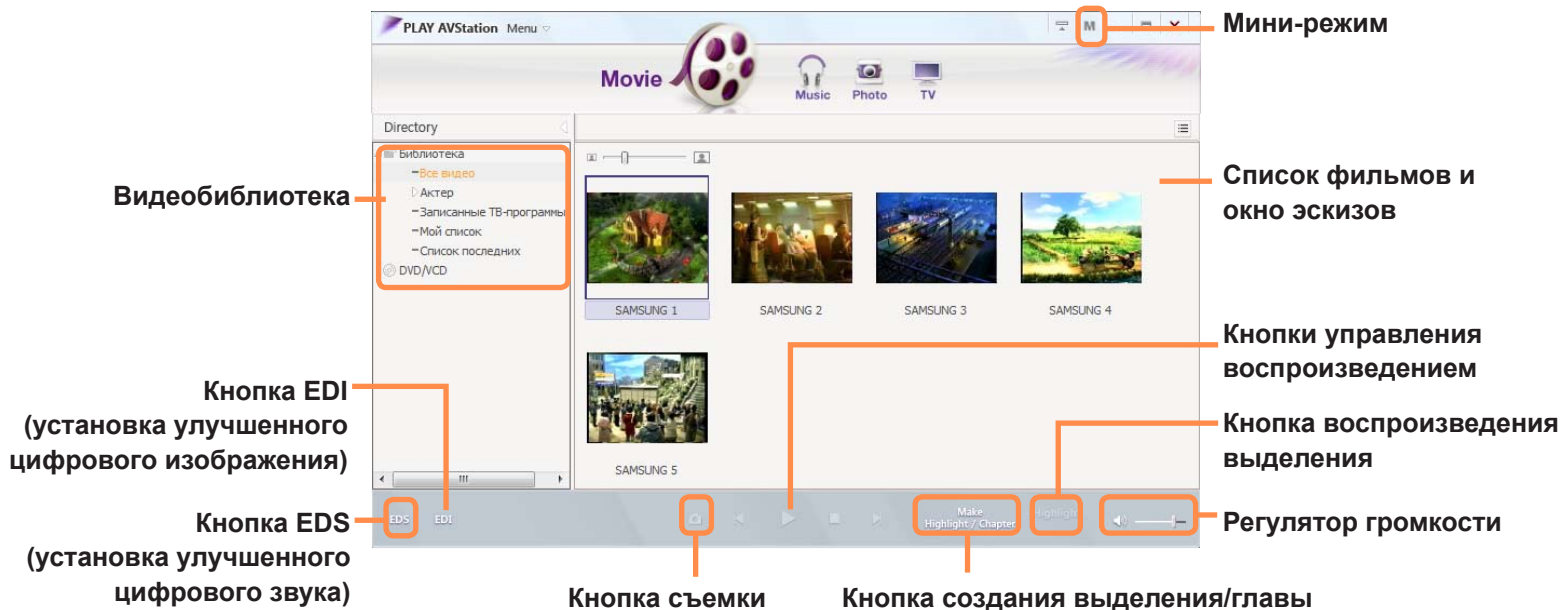 PLAY AVStation Menu
M
Мини-режим
Movie
Music
Photo
TV
Directory
Библиотека
Все видео
Актер
Записанные ТВ-программы
Мой список
Список последних
DVD/VCD
Видеобиблиотека
Список фильмов и
окно эскизов
SAMSUNG 1
SAMSUNG 2
SAMSUNG 3
SAMSUNG 4
SAMSUNG 5
Кнопки управления
воспроизведением
Кнопка воспроизведения
выделения
Регулятор громкости
Кнопка EDI
(установка улучшенного
цифрового изображения)
Кнопка EDS
(установка улучшенного
цифрового звука)
EDS
EDI
Make
Highlight / Chapter
Highlight
Кнопка съемки
Кнопка создания выделения/главы